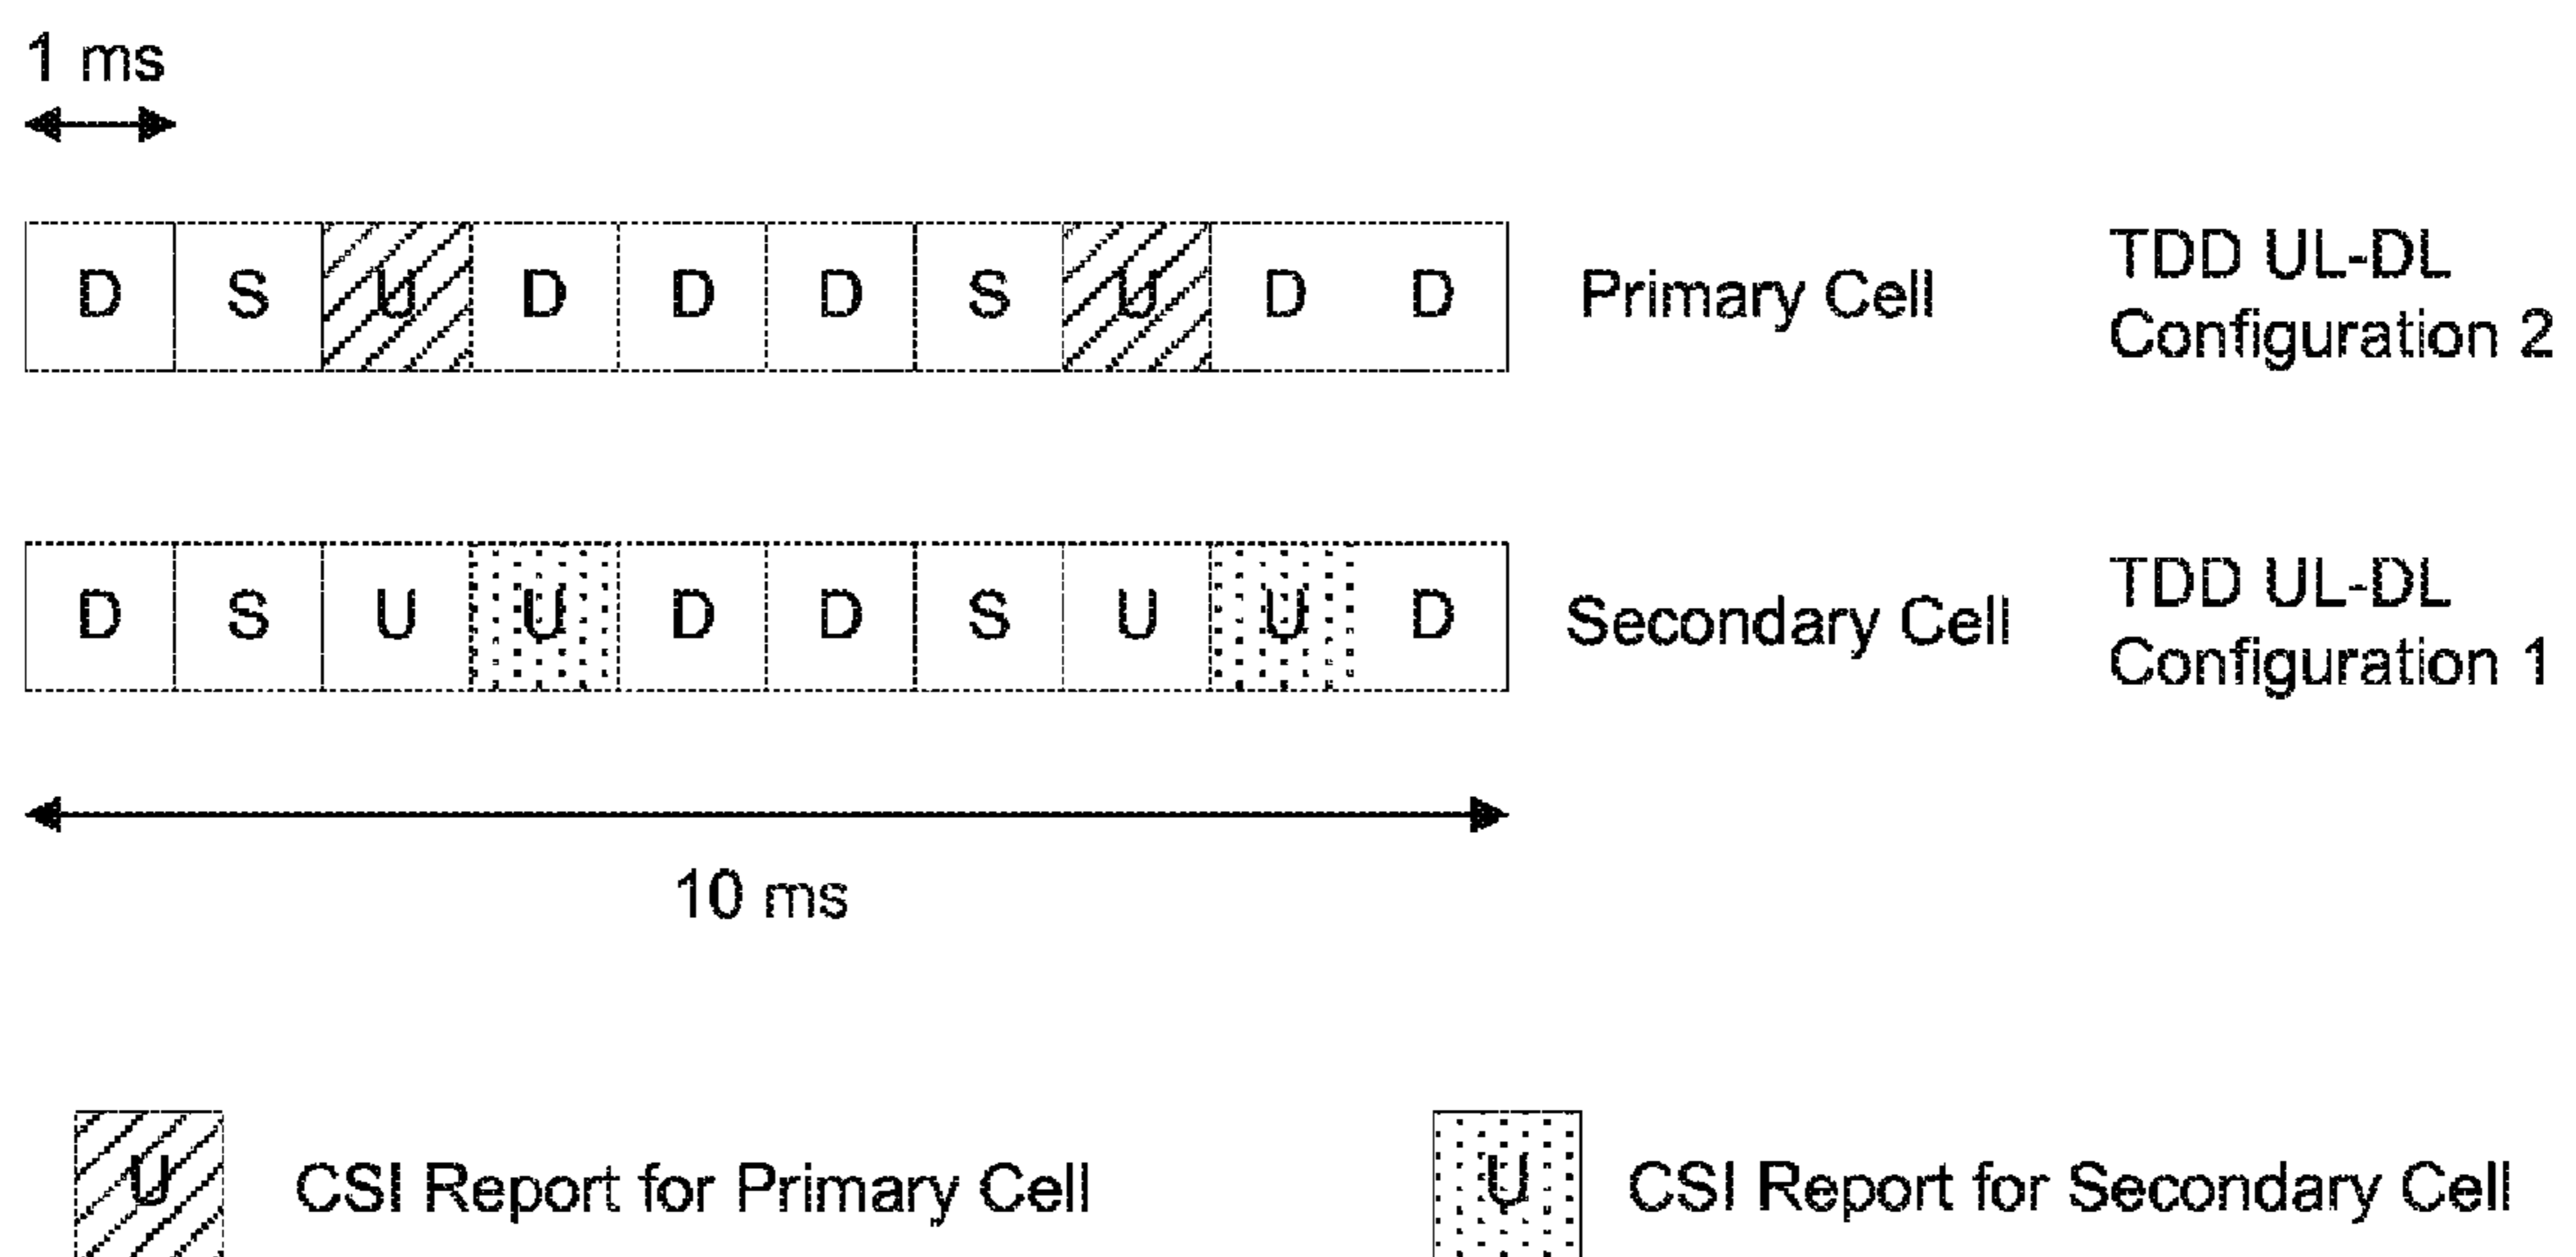 1 ms
D S U D D D S U D D Primary Cell TDD UL-DL
Configuration 2
D S U U D D S U U D Secondary Cell TDD UL-DL
Configuration 1
10 ms
U CSI Report for Primary Cell U CSI Report for Secondary Cell